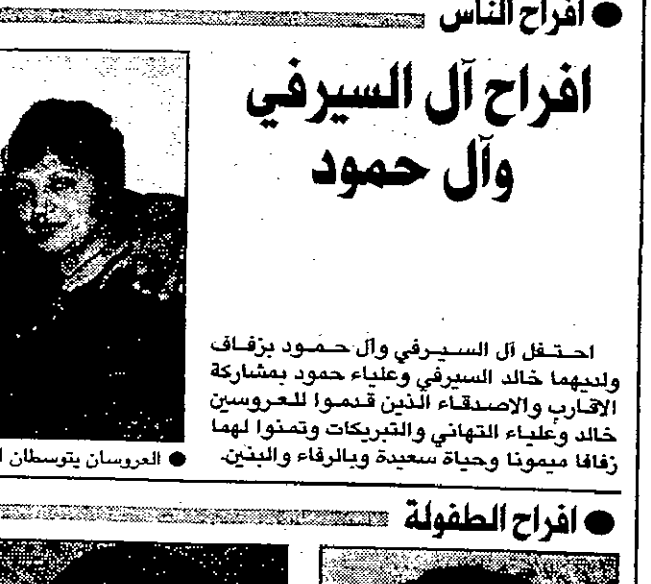 ● افراح الناس
افراح آل السيرفي
وآل حمود
احتفل آل السيرفي وآل حمود بزفاف
ولديهما خالد السيرفي وعلياء حمود بمشاركة
الاقارب والاصدقاء الذين قدموا للعروسين
خالد وعلياء التهاني والتبريكات وتمنوا لهما
زفافا ميمونا وحياة سعيدة وبالرفاء والبنين.
● العروسان يتوسطان
● افراح الطفولة